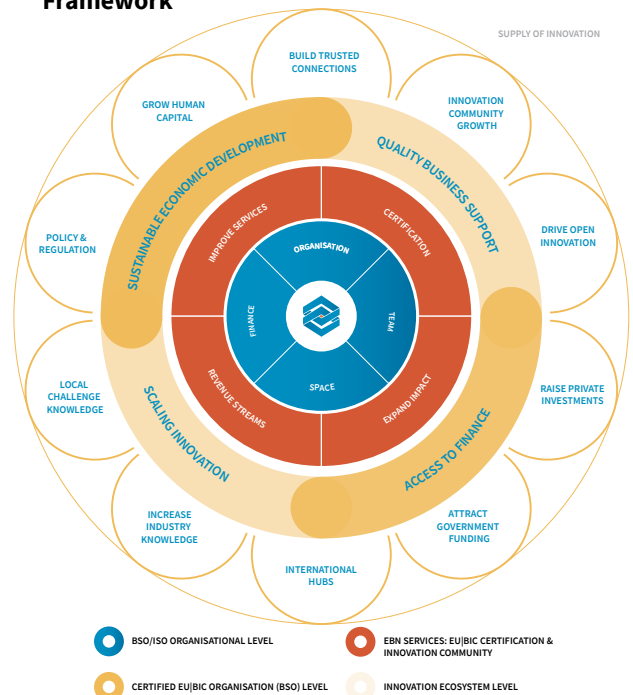 Framework
SUPPLY OF INNOVATION
BUILD TRUSTED
CONNECTIONS
INNOVATION
COMMUNITY
GROWTH
DRIVE OPEN
INNOVATION
RAISE PRIVATE
INVESTMENTS
ATTRACT
GOVERNMENT
FUNDING
INTERNATIONAL
HUBS
INCREASE
INDUSTRY
KNOWLEDGE
LOCAL
CHALLENGE
KNOWLEDGE
POLICY &
REGULATION
GROW HUMAN
CAPITAL
SUSTAINABLE ECONOMIC DEVELOPMENT
QUALITY BUSINESS SUPPORT
ACCESS TO FINANCE
SCALING INNOVATION
IMPROVE SERVICES
CERTIFICATION
EXPAND IMPACT
REVENUE STREAMS
ORGANISATION
TEAM
SPACE
FINANCE
BSO/ISO ORGANISATIONAL LEVEL
EBN SERVICES: EU|BIC CERTIFICATION &
INNOVATION COMMUNITY
CERTIFIED EU|BIC ORGANISATION (BSO) LEVEL
INNOVATION ECOSYSTEM LEVEL